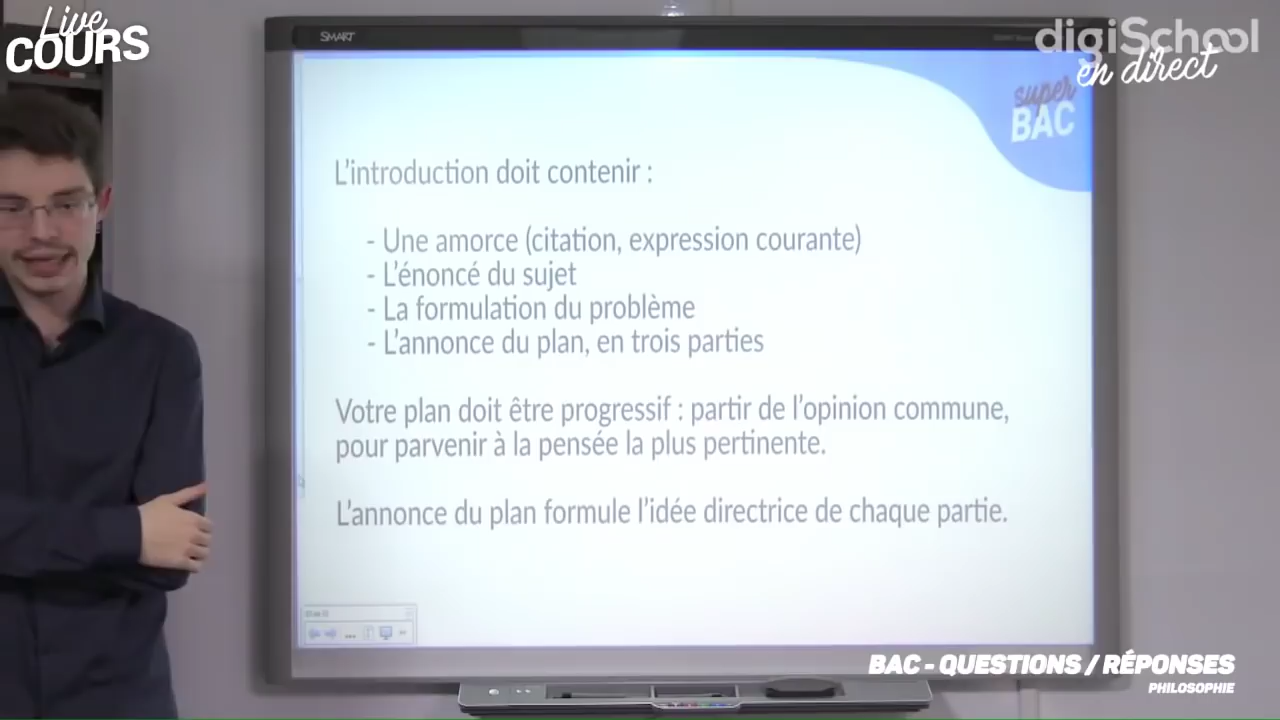 Live
COURS
SMART
digiSchool
en direct
super
BAC
L'introduction doit contenir :
- Une amorce (citation, expression courante)
- L'énoncé du sujet
- La formulation du problème
- L'annonce du plan, en trois parties
Votre plan doit être progressif : partir de l'opinion commune,
pour parvenir à la pensée la plus pertinente.
L'annonce du plan formule l'idée directrice de chaque partie.
BAC - QUESTIONS / RÉPONSES
PHILOSOPHIE